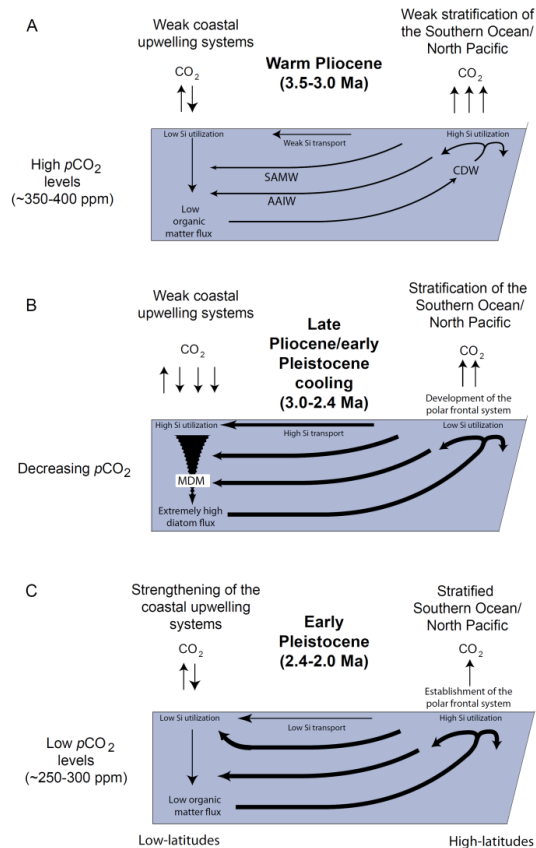 A
Weak coastal
upwelling systems
CO2
Warm Pliocene
(3.5-3.0 Ma)
Weak stratification of
the Southern Ocean/
North Pacific
CO2
High pCO2
levels
(~350-400 ppm)
Low Si utilization
Weak Si transport
High Si utilization
SAMW
CDW
AAIW
Low
organic
matter flux
B
Weak coastal
upwelling systems
CO2
Late
Pliocene/early
Pleistocene
cooling
(3.0-2.4 Ma)
Stratification of the
Southern Ocean/
North Pacific
CO2
Development of the
polar frontal system
Decreasing pCO2
High Si utilization
High Si transport
Low Si utilization
MDM
Extremely high
diatom flux
C
Strengthening of the
coastal upwelling
systems
CO2
Early
Pleistocene
(2.4-2.0 Ma)
Stratified
Southern Ocean/
North Pacific
CO2
Establishment of the
polar frontal system
Low pCO2
levels
(~250-300 ppm)
Low Si utilization
Low Si transport
High Si utilization
Low organic
matter flux
Low-latitudes
High-latitudes